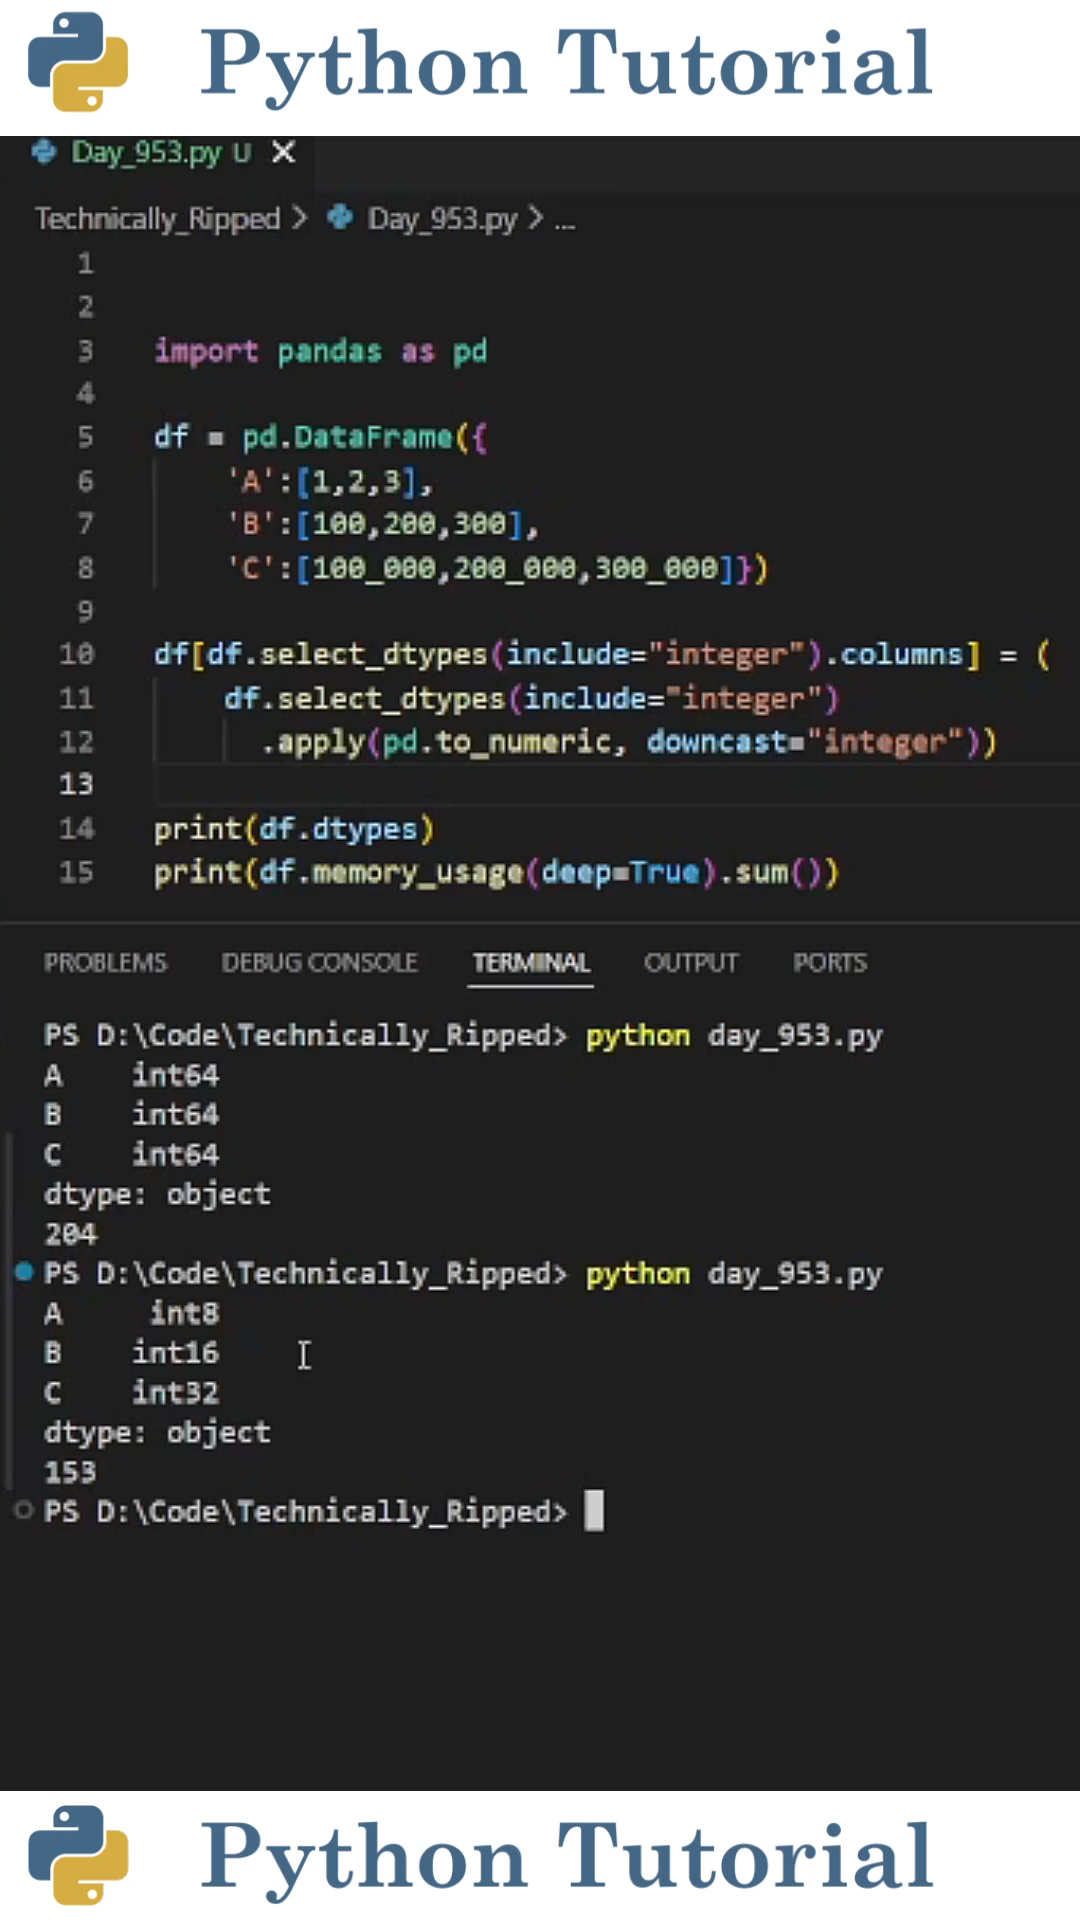 Python Tutorial
Day_953.py U ✕
Technically_Ripped > Day_953.py > ...
1
2
3 import pandas as pd
4
5 df = pd.DataFrame({
6 'A':[1,2,3],
7 'B':[100,200,300],
8 'C':[100_000,200_000,300_000]})
9
10 df[df.select_dtypes(include="integer").columns] = (
11 df.select_dtypes(include="integer")
12 .apply(pd.to_numeric, downcast="integer"))
13
14 print(df.dtypes)
15 print(df.memory_usage(deep=True).sum())
PROBLEMS DEBUG CONSOLE TERMINAL OUTPUT PORTS
PS D:\Code\Technically_Ripped> python day_953.py
A int64
B int64
C int64
dtype: object
204
PS D:\Code\Technically_Ripped> python day_953.py
A int8
B int16
C int32
dtype: object
153
PS D:\Code\Technically_Ripped>
Python Tutorial